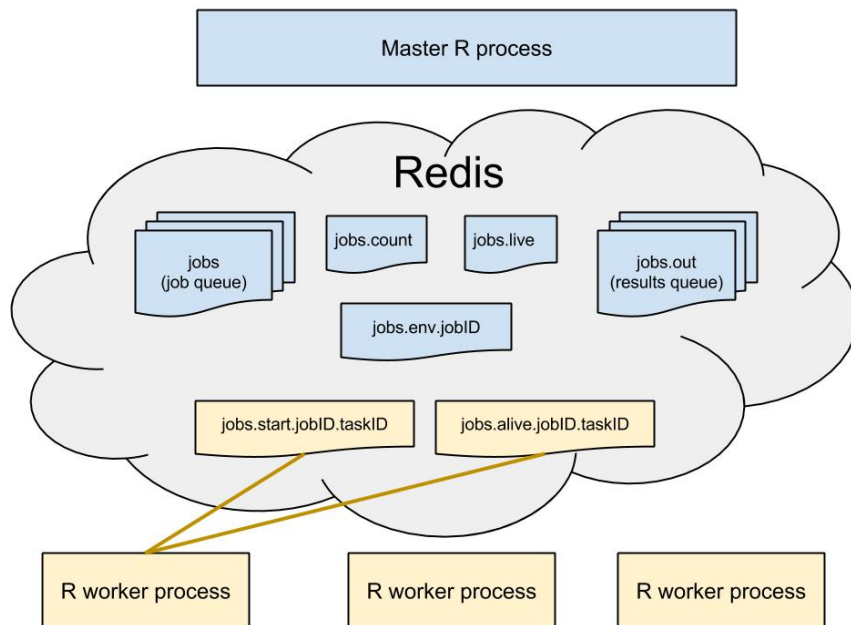 Master R process
Redis
jobs
(job queue)
jobs.count
jobs.live
jobs.out
(results queue)
jobs.env.jobID
jobs.start.jobID.taskID
jobs.alive.jobID.taskID
R worker process
R worker process
R worker process